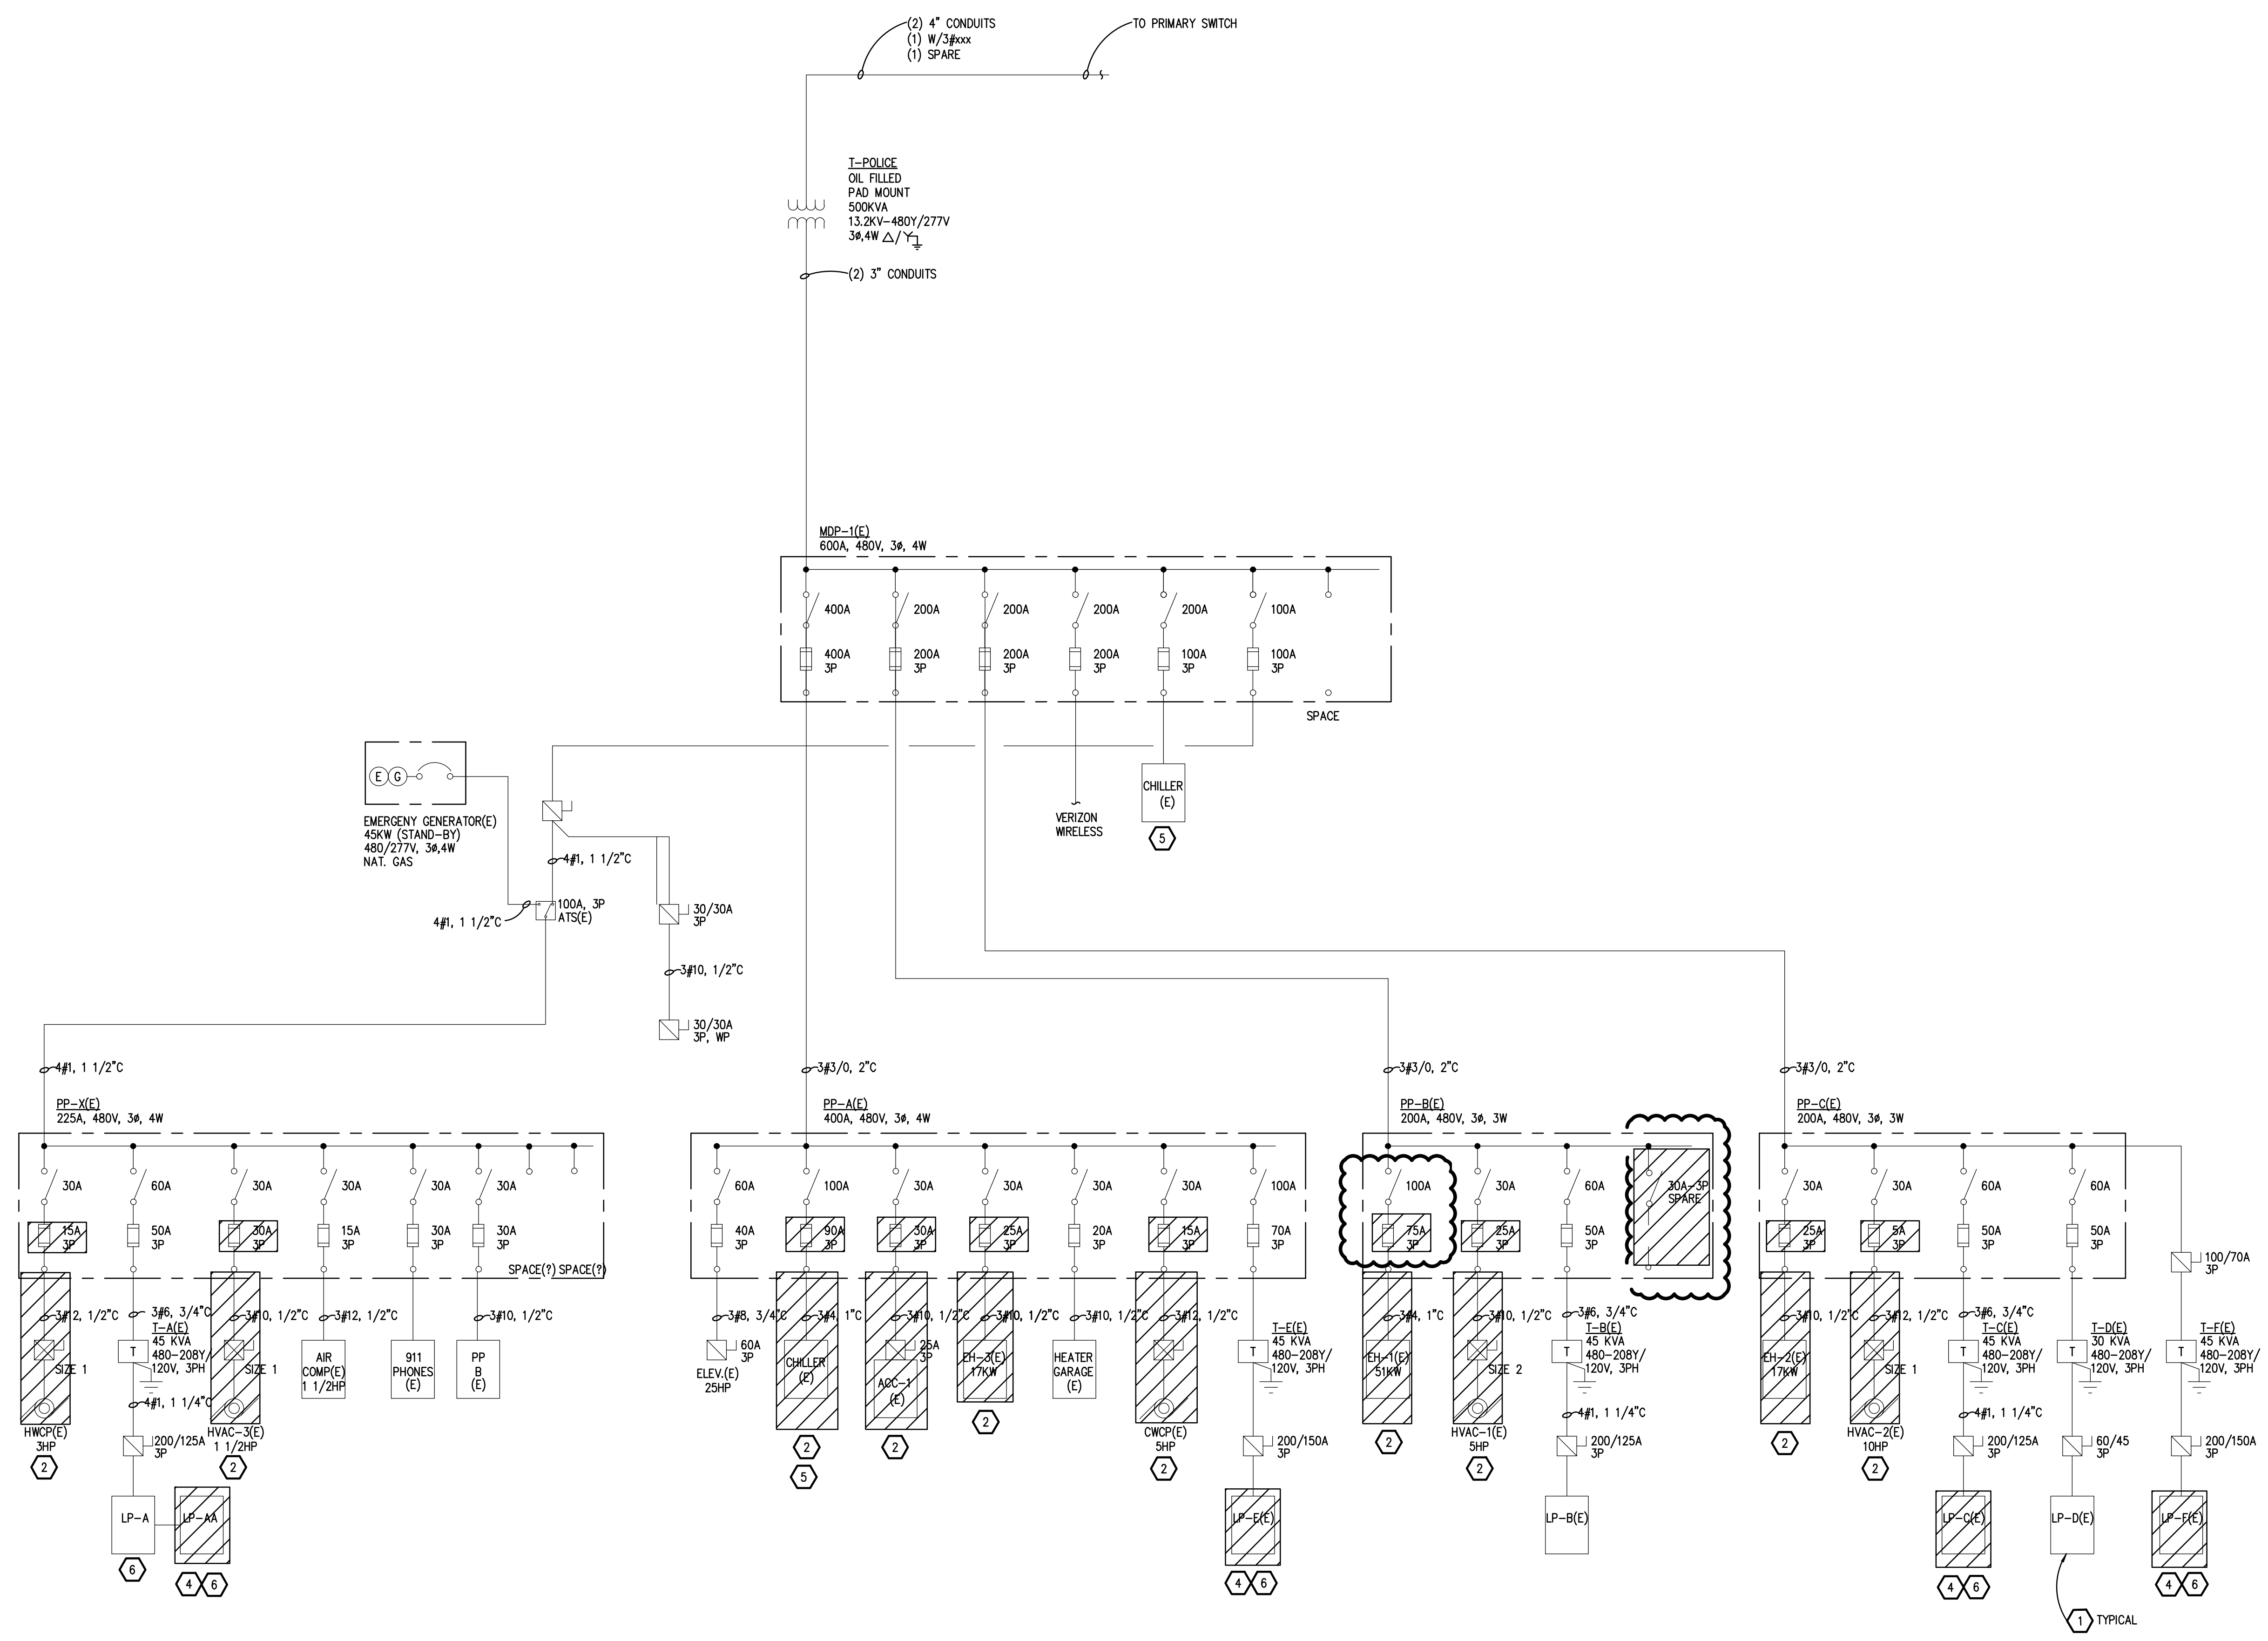 (2) 4" CONDUITS
(1) W/3#xxx
(1) SPARE
TO PRIMARY SWITCH
T-POLICE
OIL FILLED
PAD MOUNT
500KVA
13.2KV-480Y/277V
3ø,4W △/Y
(2) 3" CONDUITS
MDP-1(E)
600A, 480V, 3ø, 4W
400A
200A
200A
200A
200A
100A
400A
3P
200A
3P
200A
3P
200A
3P
100A
3P
100A
3P
SPACE
E G
EMERGENY GENERATOR(E)
45KW (STAND-BY)
480/277V, 3ø,4W
NAT. GAS
VERIZON
WIRELESS
CHILLER
(E)
5
4#1, 1 1/2"C
100A, 3P
ATS(E)
4#1, 1 1/2"C
30/30A
3P
3#10, 1/2"C
30/30A
3P, WP
4#1, 1 1/2"C
3#3/0, 2"C
3#3/0, 2"C
3#3/0, 2"C
PP-X(E)
225A, 480V, 3ø, 4W
30A
60A
30A
30A
30A
30A
15A
3P
50A
3P
30A
3P
15A
3P
30A
3P
30A
3P
SPACE(?)
SPACE(?)
3#12, 1/2"C
3#6, 3/4"C
3#10, 1/2"C
3#12, 1/2"C
3#10, 1/2"C
SIZE 1
T
T-A(E)
45 KVA
480-208Y/
120V, 3PH
SIZE 1
AIR
COMP(E)
1 1/2HP
911
PHONES
(E)
PP
B
(E)
4#1, 1 1/4"C
HWCP(E)
3HP
2
200/125A
3P
HVAC-3(E)
1 1/2HP
2
LP-A
LP-AA
6
4
6
PP-A(E)
400A, 480V, 3ø, 4W
60A
100A
30A
30A
30A
30A
100A
40A
3P
90A
3P
30A
3P
25A
3P
20A
3P
15A
3P
70A
3P
3#8, 3/4"C
3#4, 1"C
3#10, 1/2"C
3#10, 1/2"C
3#10, 1/2"C
3#12, 1/2"C
60A
3P
ELEV.(E)
25HP
CHILLER
(E)
2
5
25A
3P
ACC-1
(E)
2
EH-3(E)
17KW
2
HEATER
GARAGE
(E)
CWCP(E)
5HP
2
T
T-E(E)
45 KVA
480-208Y/
120V, 3PH
200/150A
3P
LP-E(E)
4
6
PP-B(E)
200A, 480V, 3ø, 3W
100A
30A
60A
30A-3P
SPARE
75A
3P
25A
3P
50A
3P
3#4, 1"C
3#10, 1/2"C
3#6, 3/4"C
EH-1(E)
51KW
2
SIZE 2
HVAC-1(E)
5HP
2
T
T-B(E)
45 KVA
480-208Y/
120V, 3PH
4#1, 1 1/4"C
200/125A
3P
LP-B(E)
PP-C(E)
200A, 480V, 3ø, 3W
30A
30A
60A
60A
25A
3P
5A
3P
50A
3P
50A
3P
100/70A
3P
3#10, 1/2"C
3#12, 1/2"C
3#6, 3/4"C
EH-2(E)
17KW
2
SIZE 1
HVAC-2(E)
10HP
2
T
T-C(E)
45 KVA
480-208Y/
120V, 3PH
4#1, 1 1/4"C
200/125A
3P
LP-C(E)
4
6
T
T-D(E)
30 KVA
480-208Y/
120V, 3PH
60/45
3P
LP-D(E)
1
TYPICAL
T
T-F(E)
45 KVA
480-208Y/
120V, 3PH
200/150A
3P
LP-F(E)
4
6